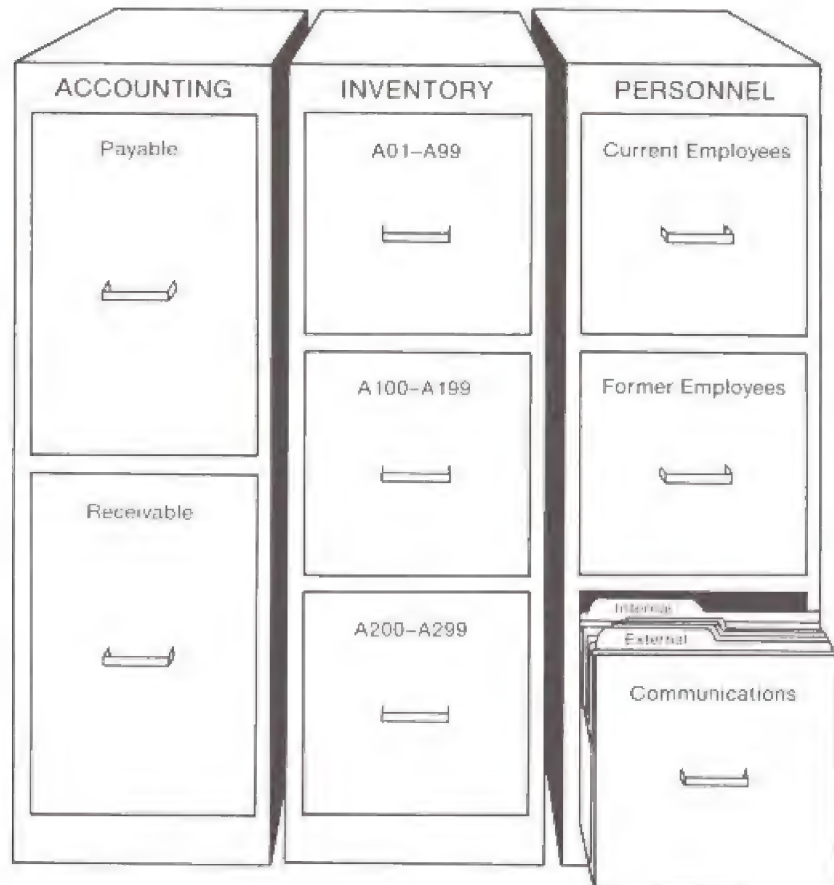 ACCOUNTING
Payable
Receivable
INVENTORY
A01–A99
A100–A199
A200–A299
PERSONNEL
Current Employees
Former Employees
Internal
External
Communications